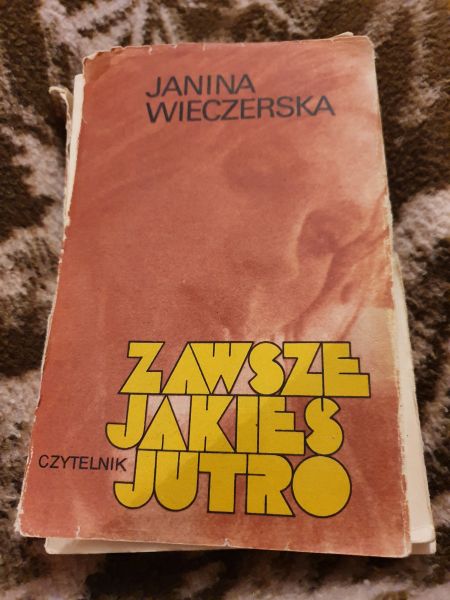 JANINA
WIECZERSKA
ZAWSZE
JAKIEŚ
CZYTELNIK
JUTRO